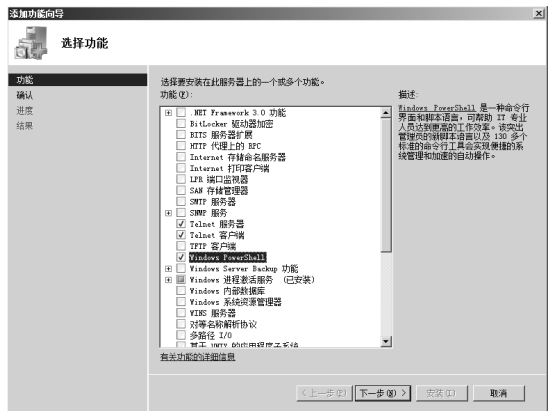 添加功能向导
选择功能
功能
确认
进度
结果
选择要安装在此服务器上的一个或多个功能。
功能(F):
.NET Framework 3.0 功能
BitLocker 驱动器加密
BITS 服务器扩展
HTTP 代理上的 RPC
Internet 存储命名服务器
Internet 打印客户端
LPR 端口监视器
SAN 存储管理器
SMTP 服务器
SNMP 服务
Telnet 服务器
Telnet 客户端
TFTP 客户端
Windows PowerShell
Windows Server Backup 功能
Windows 进程激活服务 (已安装)
Windows 内部数据库
Windows 系统资源管理器
WINS 服务器
对等名称解析协议
多路径 I/O
基于 UNIX 的应用程序子系统
有关功能的详细信息
描述:
Windows PowerShell 是一种命令行
界面和脚本语言，可帮助 IT 专业
人员达到更高的工作效率。该突出
管理员的新脚本语言以及 130 多个
标准的命令行工具会实现便捷的系
统管理和加速的自动操作。
< 上一步(P)
下一步(N) >
安装(I)
取消